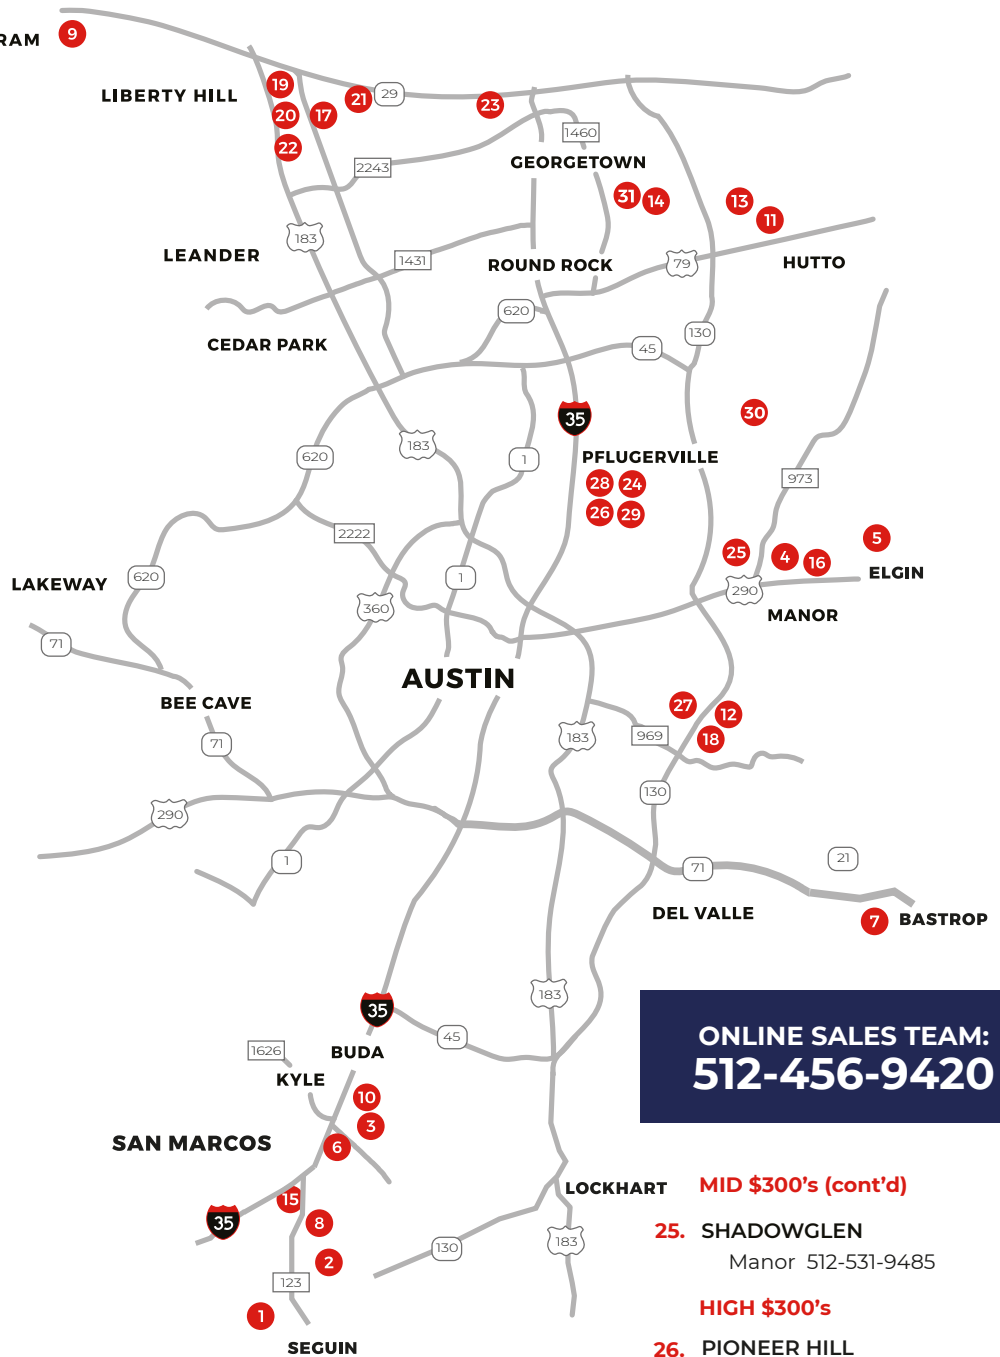 RAM
9
LIBERTY HILL
19
20
17
21
29
23
22
1460
2243
GEORGETOWN
31
14
13
11
183
LEANDER
1431
ROUND ROCK
79
HUTTO
620
CEDAR PARK
45
130
30
35
183
1
PFLUGERVILLE
620
28
24
973
26
29
2222
25
4
16
5
ELGIN
LAKEWAY
620
1
290
360
MANOR
71
AUSTIN
BEE CAVE
27
12
183
969
18
71
130
290
1
21
71
DEL VALLE
7
BASTROP
183
35
45
1626
BUDA
KYLE
10
3
6
SAN MARCOS
15
35
8
2
123
1
SEGUIN
130
183
LOCKHART
ONLINE SALES TEAM:
512-456-9420
MID $300's (cont'd)
25. SHADOWGLEN
Manor 512-531-9485
HIGH $300's
26. PIONEER HILL